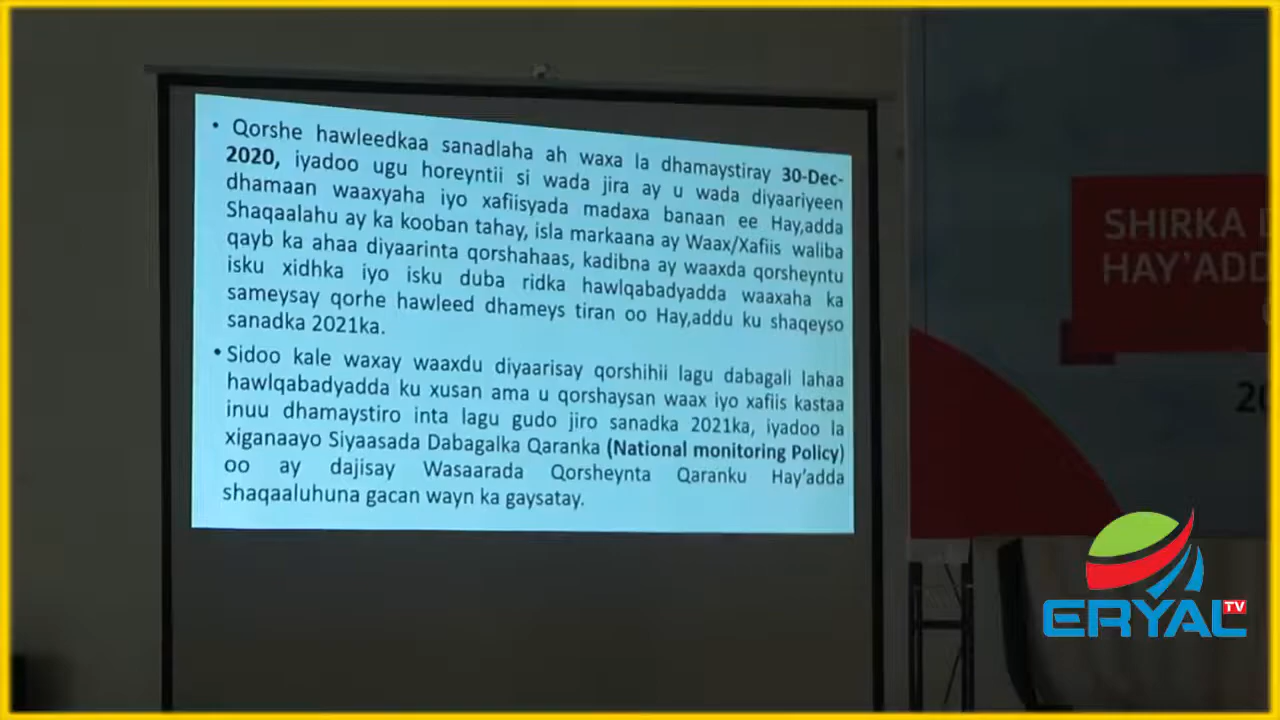 • Qorshe hawleedkaa sanadlaha ah waxa la dhamaystiray 30-Dec-
2020, iyadoo ugu horeyntii si wada jira ay u wada diyaariyeen
dhamaan waaxyaha iyo xafiisyada madaxa banaan ee Hay,adda
Shaqaalahu ay ka kooban tahay, isla markaana ay Waax/Xafiis waliba
qayb ka ahaa diyaarinta qorshahaas, kadibna ay waaxda qorsheyntu
isku xidhka iyo isku duba ridka hawlqabadyadda waaxaha ka
sameysay qorhe hawleed dhameys tiran oo Hay,addu ku shaqeyso
sanadka 2021ka.
• Sidoo kale waxay waaxdu diyaarisay qorshihii lagu dabagali lahaa
hawlqabadyadda ku xusan ama u qorshaysan waax iyo xafiis kastaa
inuu dhamaystiro inta lagu gudo jiro sanadka 2021ka, iyadoo la
xiganaayo Siyaasada Dabagalka Qaranka (National monitoring Policy)
oo ay dajisay Wasaarada Qorsheynta Qaranku Hay'adda
shaqaaluhuna gacan wayn ka gaysatay.
SHIRKA
HAY'ADD
ERYAL TV